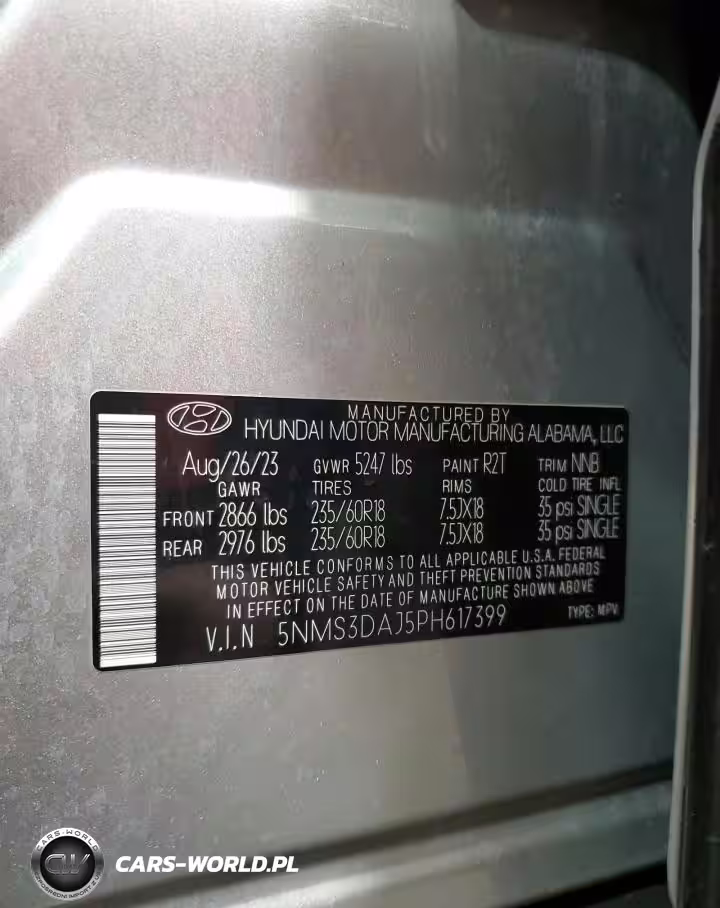 MANUFACTURED BY
HYUNDAI MOTOR MANUFACTURING ALABAMA, LLC
Aug/26/23 GVWR 5247 lbs PAINT R2T TRIM NNB
GAWR TIRES RIMS COLD TIRE INFL
FRONT 2866 lbs 235/60R18 7.5JX18 35 psi SINGLE
REAR 2976 lbs 235/60R18 7.5JX18 35 psi SINGLE
THIS VEHICLE CONFORMS TO ALL APPLICABLE U.S.A. FEDERAL
MOTOR VEHICLE SAFETY AND THEFT PREVENTION STANDARDS
IN EFFECT ON THE DATE OF MANUFACTURE SHOWN ABOVE
V.I.N 5NMS3DAJ5PH617399 TYPE: MPV
CARS-WORLD
CW
CARS-WORLD.PL